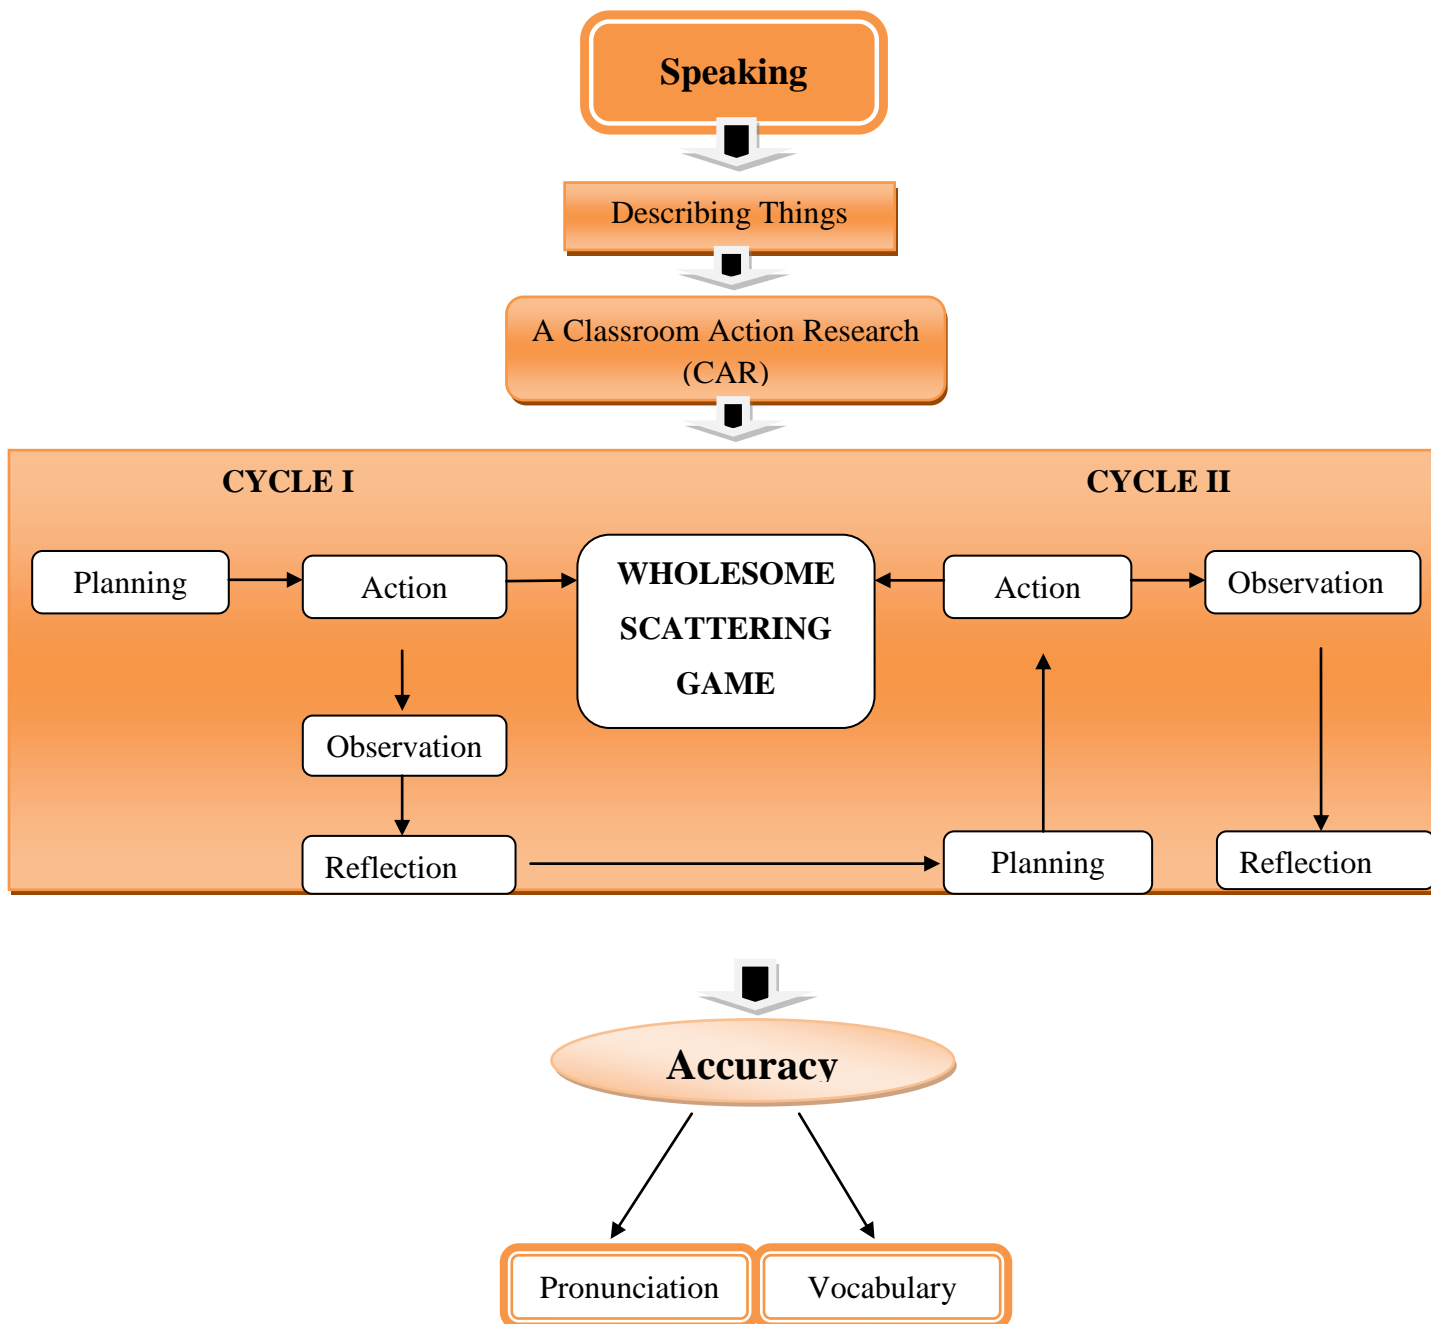 Speaking
Describing Things
A Classroom Action Research
(CAR)
CYCLE I
CYCLE II
Planning
Action
WHOLESOME
SCATTERING
GAME
Action
Observation
Observation
Reflection
Planning
Reflection
Accuracy
Pronunciation
Vocabulary